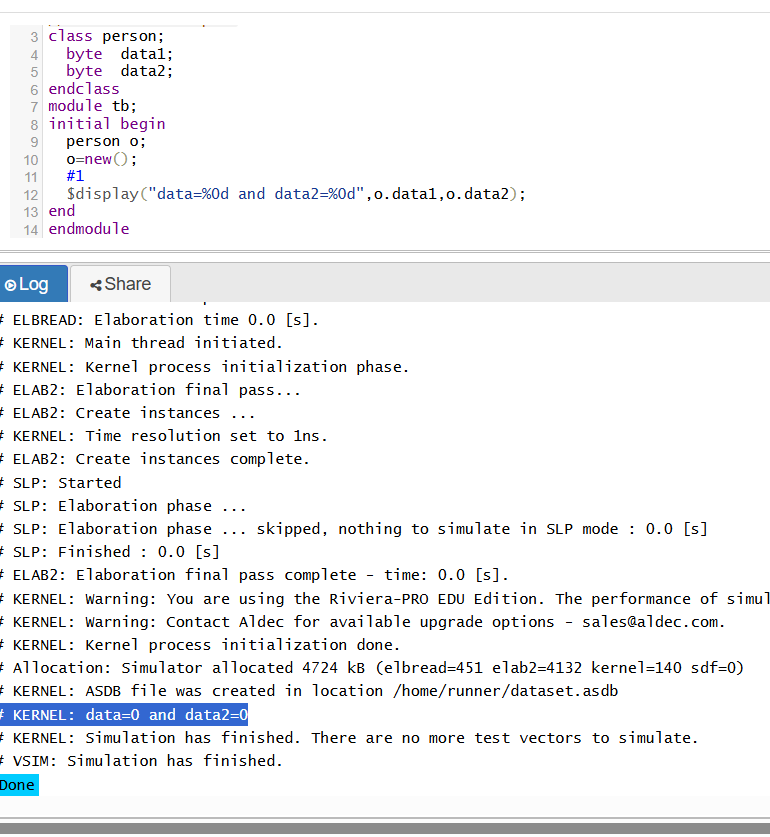 3 class person;
4 byte data1;
5 byte data2;
6 endclass
7 module tb;
8 initial begin
9 person o;
10 o=new();
11 #1
12 $display("data=%0d and data2=%0d",o.data1,o.data2);
13 end
14 endmodule
Log Share
# ELBREAD: Elaboration time 0.0 [s].
# KERNEL: Main thread initiated.
# KERNEL: Kernel process initialization phase.
# ELAB2: Elaboration final pass...
# ELAB2: Create instances ...
# KERNEL: Time resolution set to 1ns.
# ELAB2: Create instances complete.
# SLP: Started
# SLP: Elaboration phase ...
# SLP: Elaboration phase ... skipped, nothing to simulate in SLP mode : 0.0 [s]
# SLP: Finished : 0.0 [s]
# ELAB2: Elaboration final pass complete - time: 0.0 [s].
# KERNEL: Warning: You are using the Riviera-PRO EDU Edition. The performance of simul
# KERNEL: Warning: Contact Aldec for available upgrade options - sales@aldec.com.
# KERNEL: Kernel process initialization done.
# Allocation: Simulator allocated 4724 kB (elbread=451 elab2=4132 kernel=140 sdf=0)
# KERNEL: ASDB file was created in location /home/runner/dataset.asdb
# KERNEL: data=0 and data2=0
# KERNEL: Simulation has finished. There are no more test vectors to simulate.
# VSIM: Simulation has finished.
Done